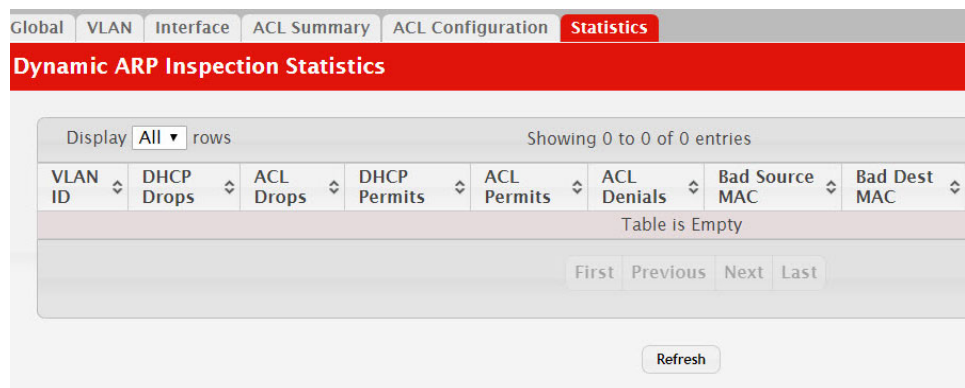 Global VLAN Interface ACL Summary ACL Configuration Statistics
Dynamic ARP Inspection Statistics
Display All rows Showing 0 to 0 of 0 entries
VLAN ID DHCP Drops ACL Drops DHCP Permits ACL Permits ACL Denials Bad Source MAC Bad Dest MAC
Table is Empty
First Previous Next Last
Refresh